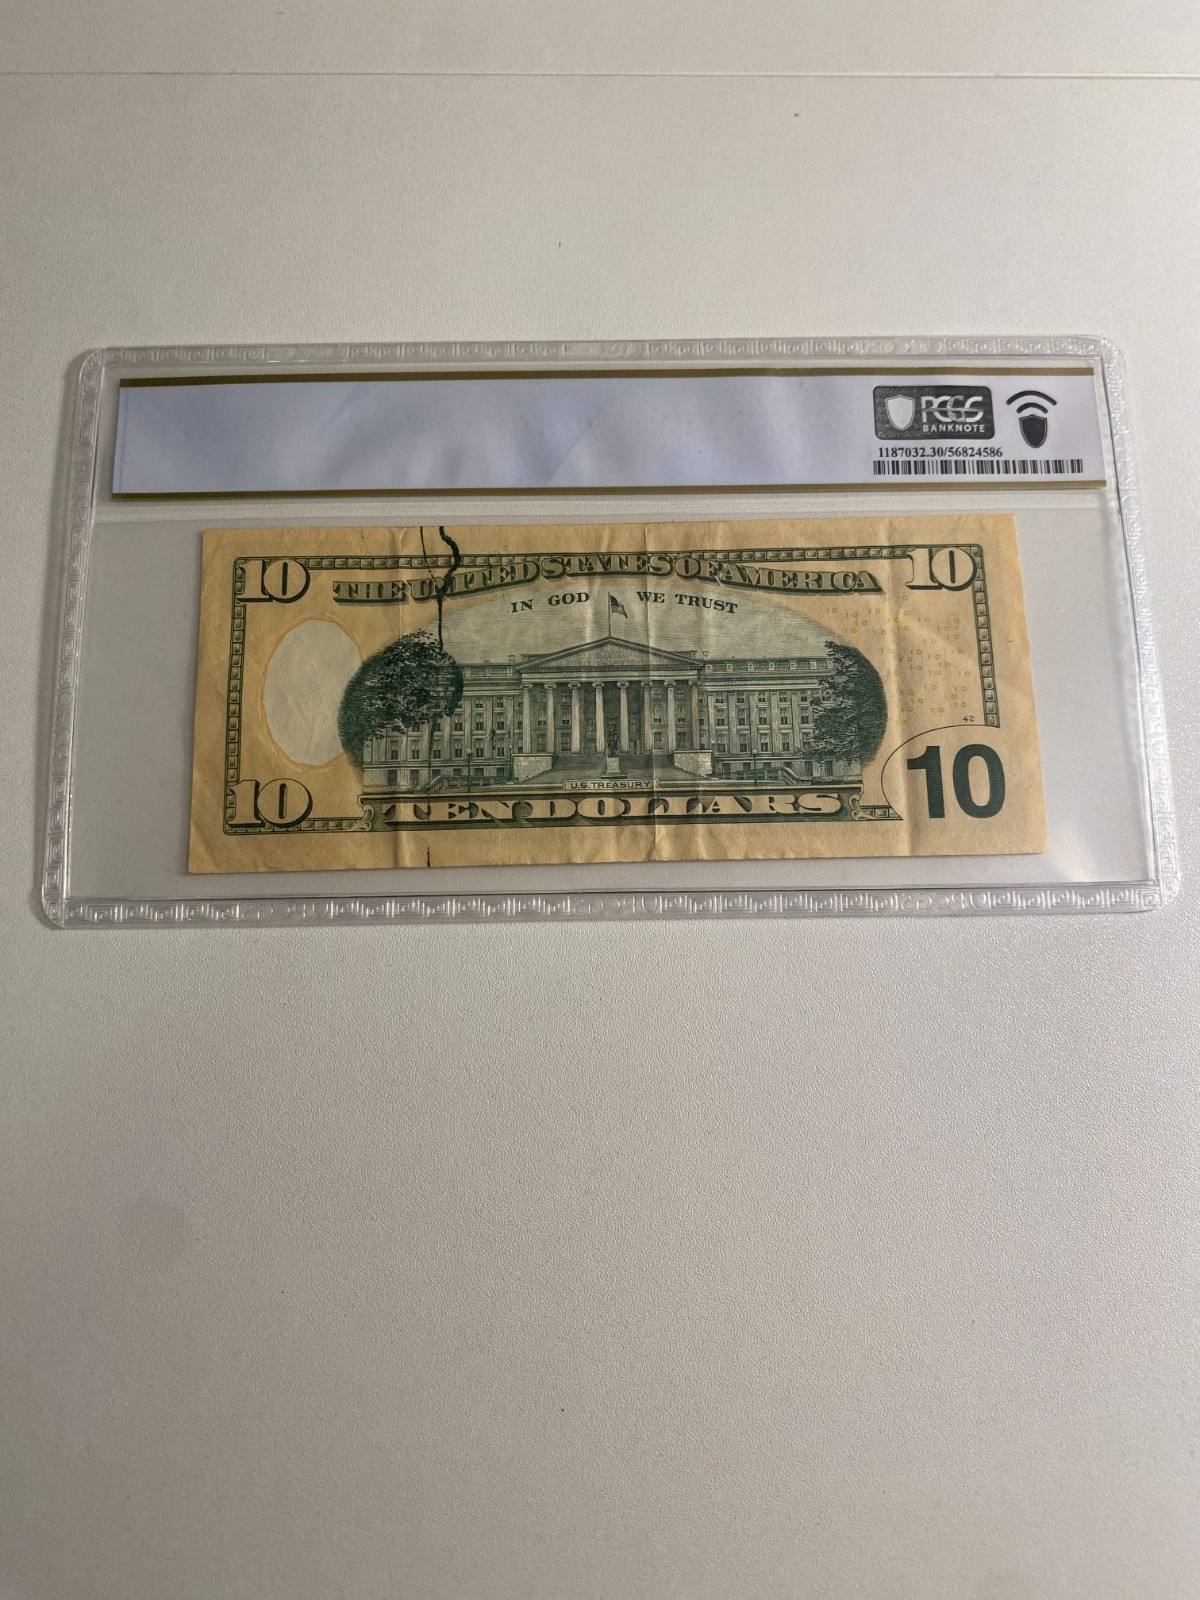 PCGS
BANKNOTE
1187032.30/56824586
10 THE UNITED STATES OF AMERICA 10
IN GOD WE TRUST
42
10
U.S. TREASURY
10 TEN DOLLARS